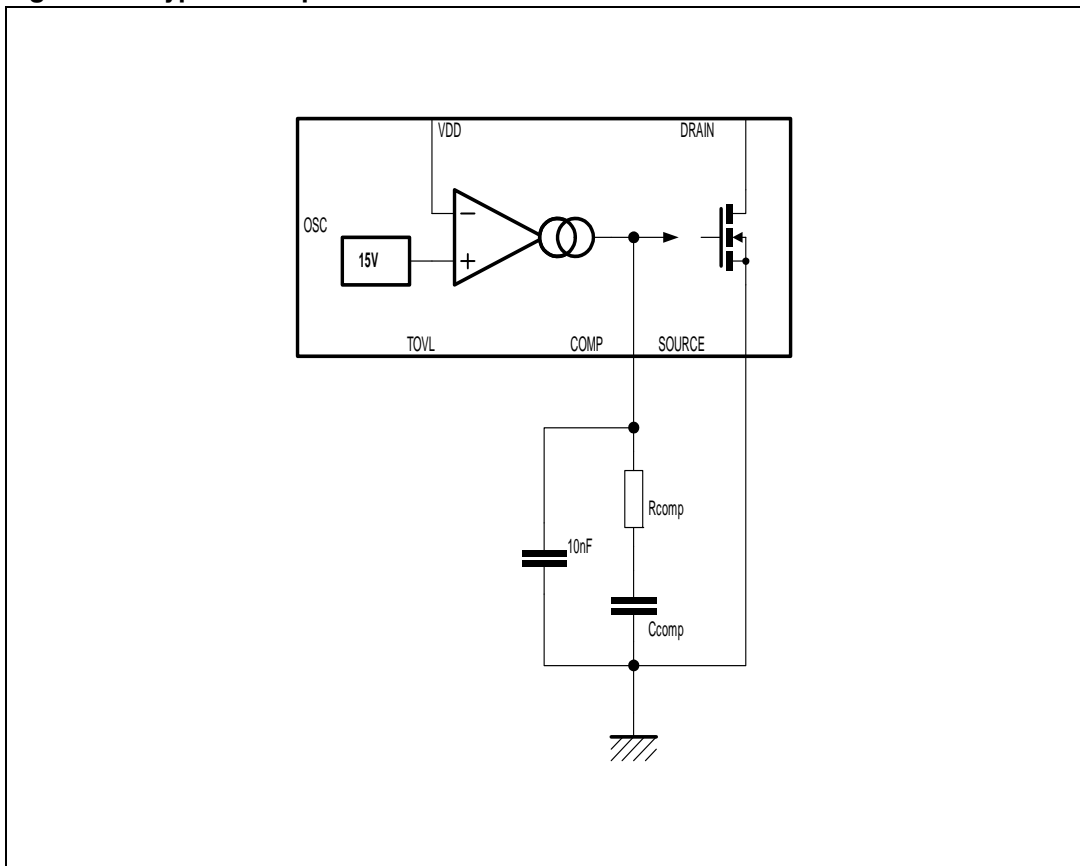 VDD
DRAIN
OSC
−
15V
+
TOVL
COMP
SOURCE
Rcomp
10nF
Ccomp